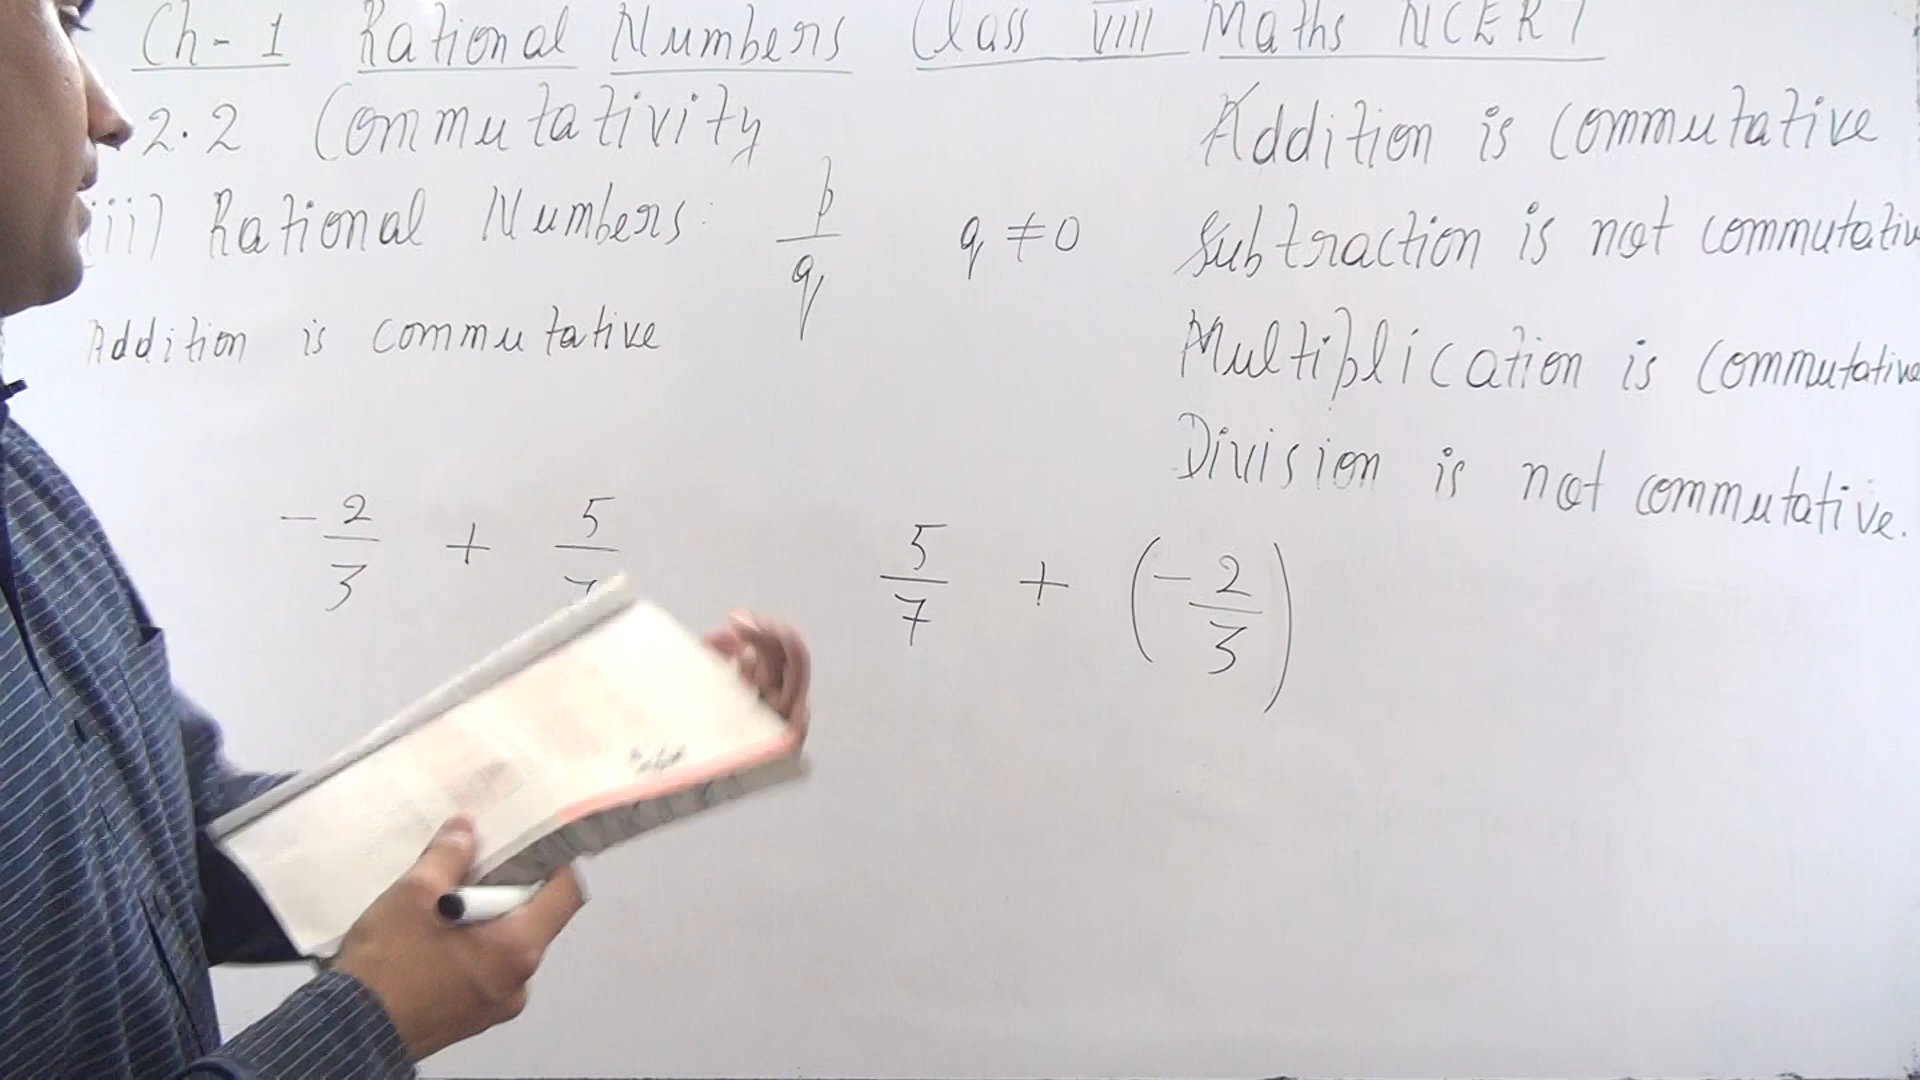 Ch-1 Rational Numbers Class VIII Maths NCERT
2.2 Commutativity
(iii) Rational Numbers: p/q q ≠ 0
Addition is commutative
-2/3 + 5/7
5/7 + (-2/3)
Addition is commutative
Subtraction is not commutative
Multiplication is commutative
Division is not commutative.